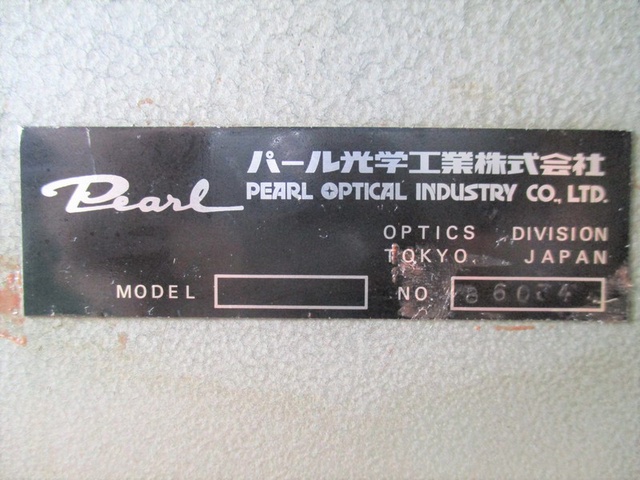 Pearl
パール光学工業株式会社
PEARL OPTICAL INDUSTRY CO., LTD.
OPTICS DIVISION
TOKYO. JAPAN
MODEL
NO. 86034